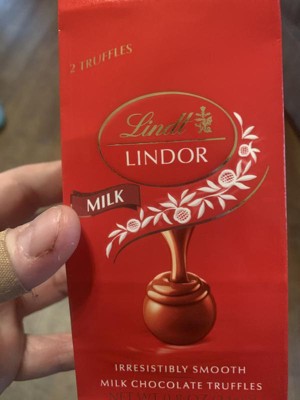 2 TRUFFLES
Lindt
LINDOR
MILK
IRRESISTIBLY SMOOTH
MILK CHOCOLATE TRUFFLES